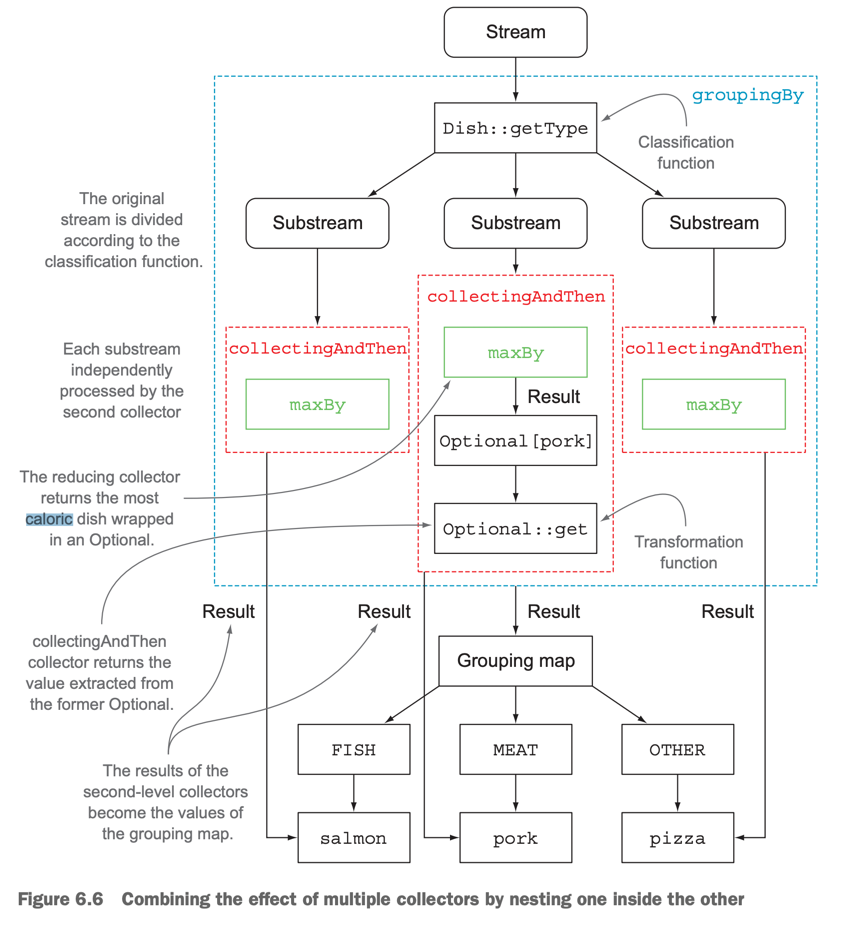 Stream
groupingBy
Dish::getType
Classification
function
The original
stream is divided
according to the
classification function.
Substream
Substream
Substream
collectingAndThen
collectingAndThen
collectingAndThen
Each substream
independently
processed by the
second collector
maxBy
maxBy
maxBy
Result
Optional[pork]
The reducing collector
returns the most
caloric dish wrapped
in an Optional.
Optional::get
Transformation
function
Result
Result
Result
Result
collectingAndThen
collector returns the
value extracted from
the former Optional.
Grouping map
FISH
MEAT
OTHER
The results of the
second-level collectors
become the values of
the grouping map.
salmon
pork
pizza
Figure 6.6 Combining the effect of multiple collectors by nesting one inside the other